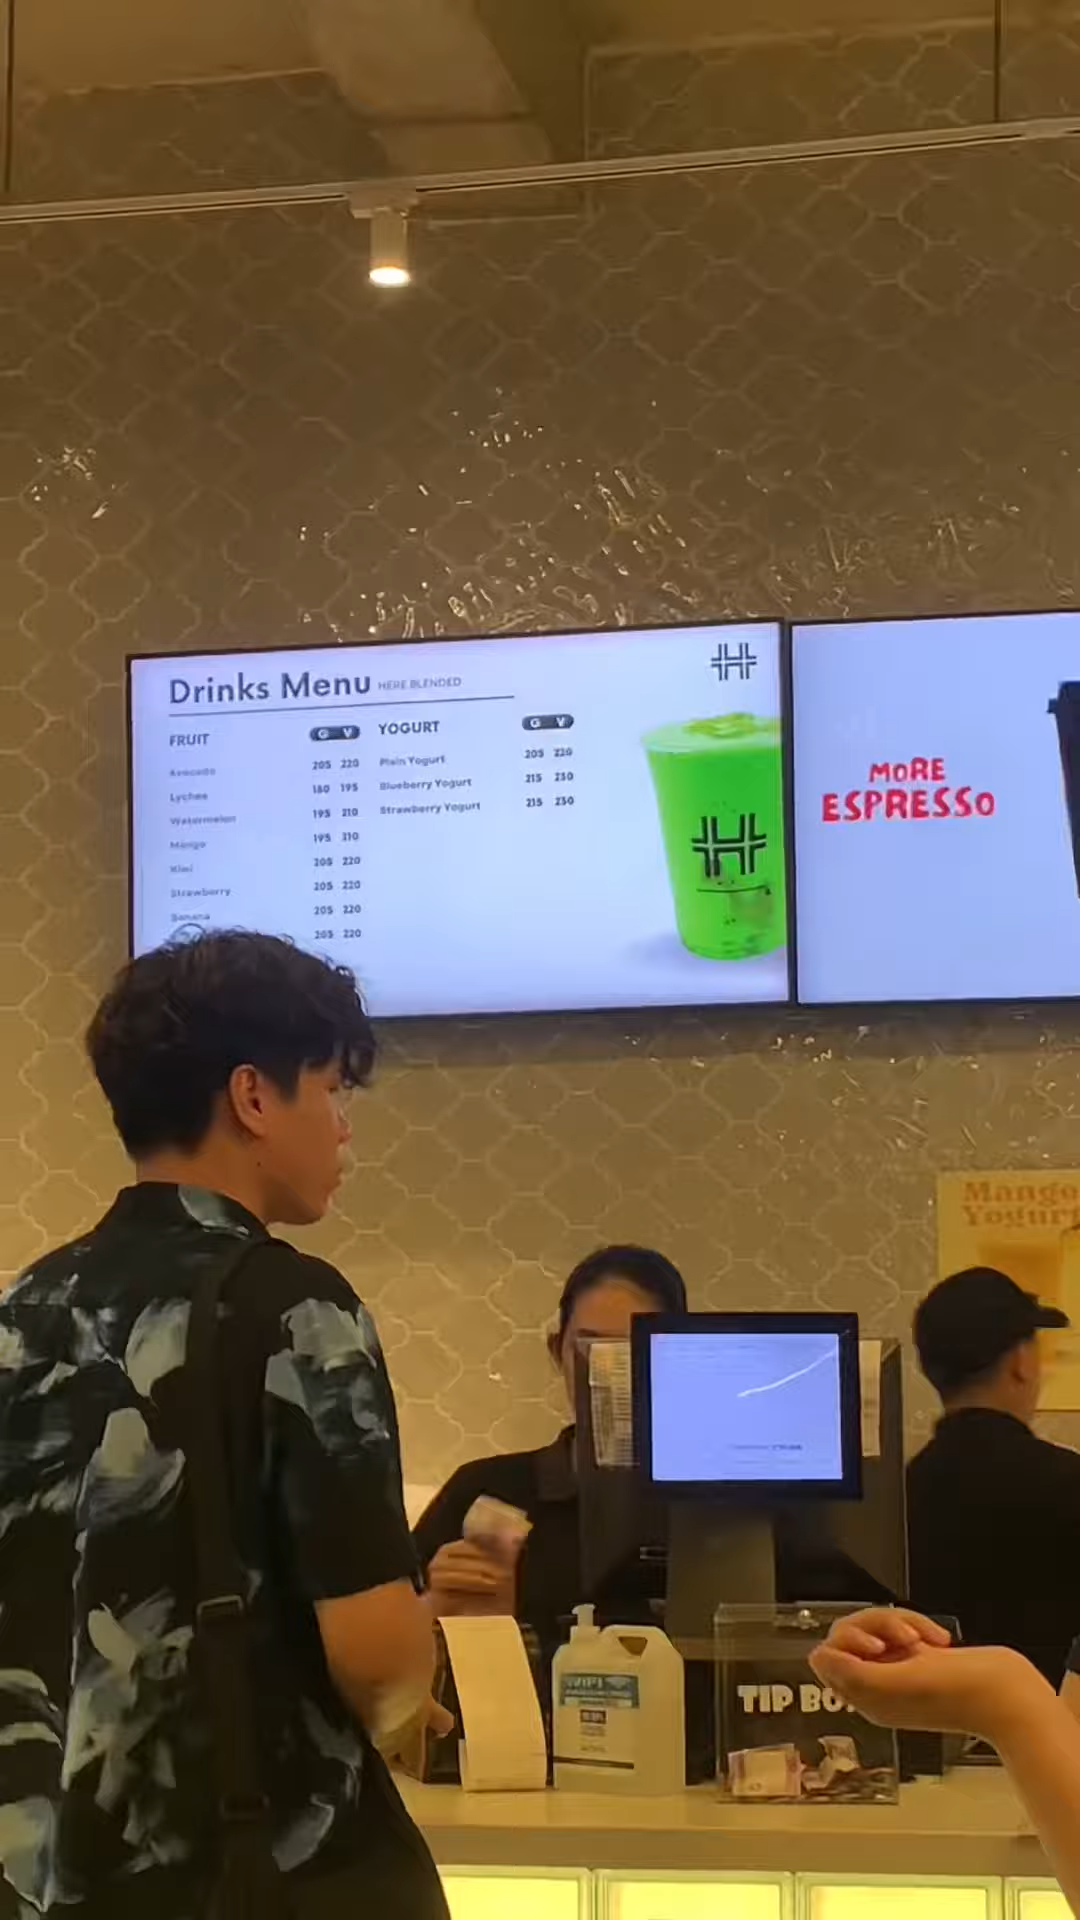 Drinks Menu HERE BLENDED
FRUIT G V
Avocado 205 220
Lychee 180 195
Watermelon 195 210
Mango 195 210
Kiwi 205 220
Strawberry 205 220
Banana 205 220
205 220
YOGURT G V
Plain Yogurt 205 220
Blueberry Yogurt 215 230
Strawberry Yogurt 215 230
MORE
ESPRESSO
Mango
Yogurt
TIP BO